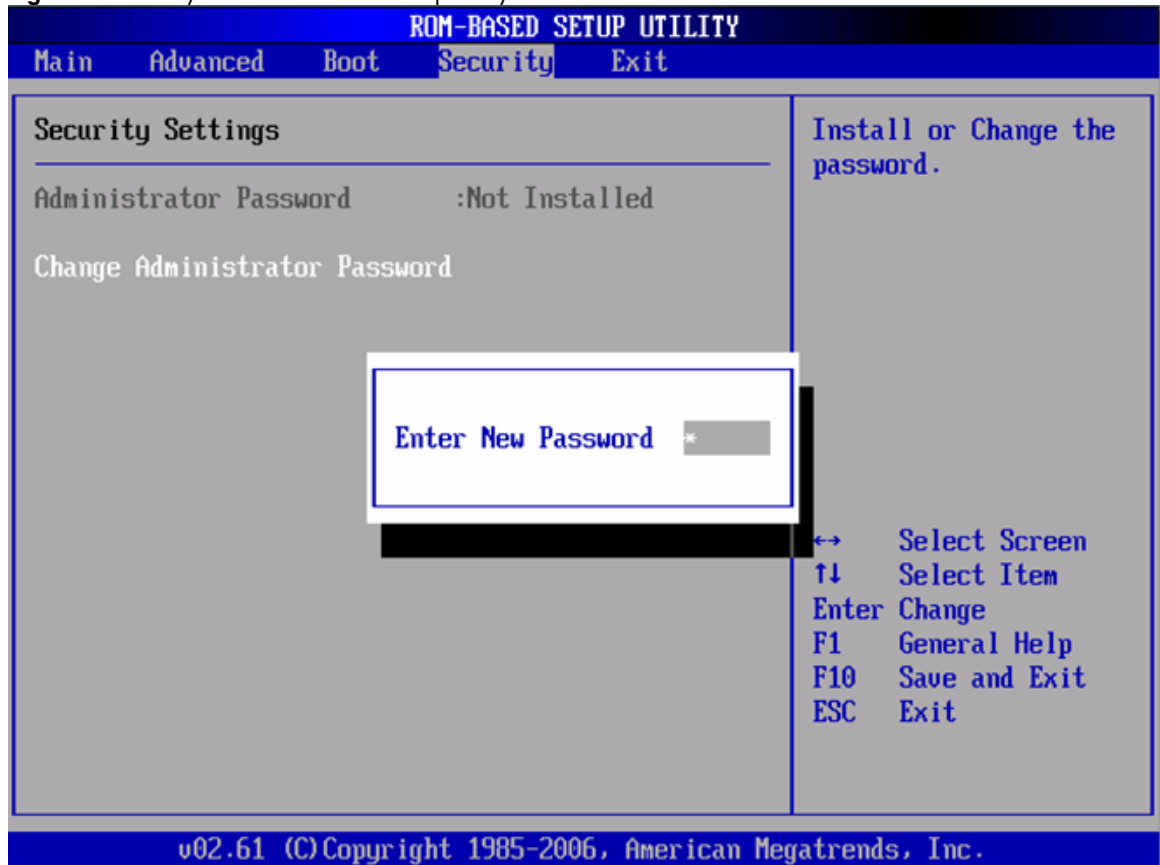 ROM-BASED SETUP UTILITY
Main Advanced Boot Security Exit
Security Settings
Administrator Password :Not Installed
Change Administrator Password
Enter New Password *
Install or Change the
password.
←→ Select Screen
↑↓ Select Item
Enter Change
F1 General Help
F10 Save and Exit
ESC Exit
v02.61 (C)Copyright 1985-2006, American Megatrends, Inc.